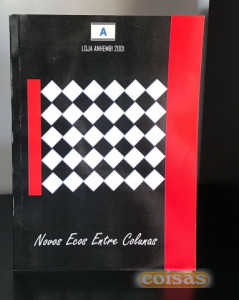 A
LOJA ANHEMBI 2001
Novos Ecos Entre Colunas
coisas